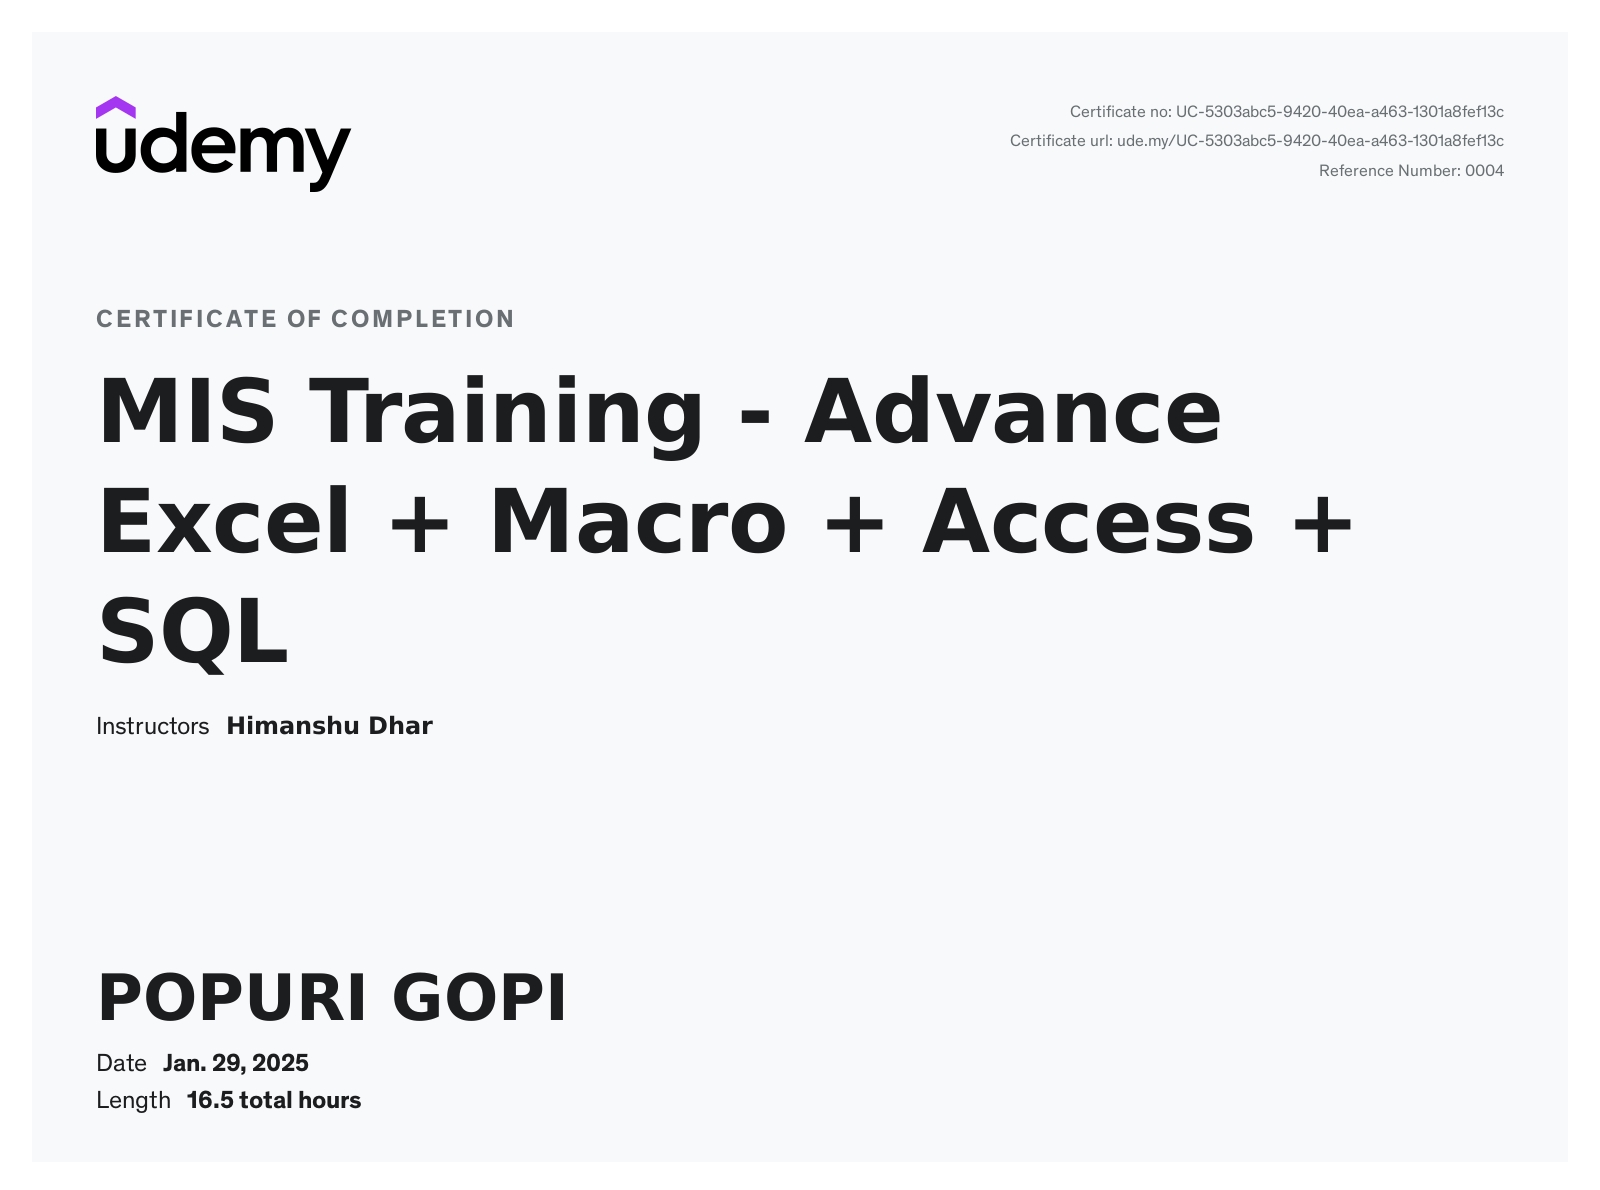 udemy
Certificate no: UC-5303abc5-9420-40ea-a463-1301a8fef13c
Certificate url: ude.my/UC-5303abc5-9420-40ea-a463-1301a8fef13c
Reference Number: 0004
CERTIFICATE OF COMPLETION
MIS Training - Advance
Excel + Macro + Access +
SQL
Instructors Himanshu Dhar
POPURI GOPI
Date Jan. 29, 2025
Length 16.5 total hours